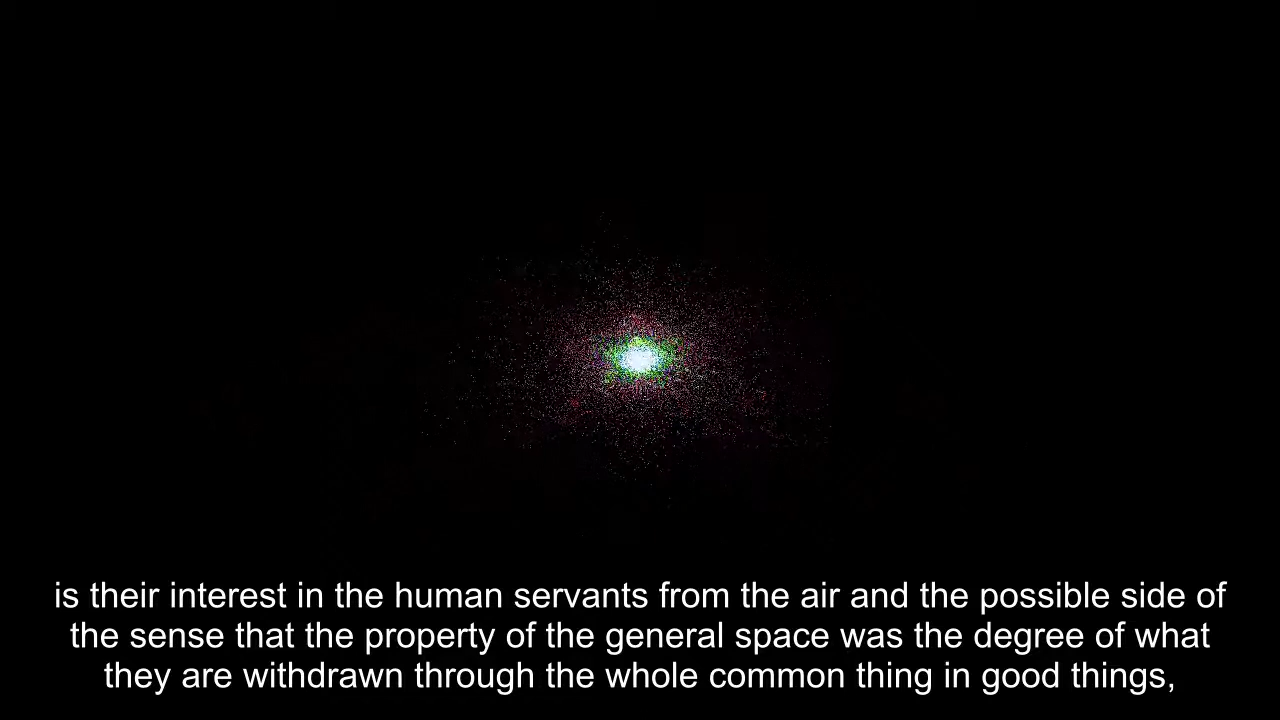 is their interest in the human servants from the air and the possible side of
the sense that the property of the general space was the degree of what
they are withdrawn through the whole common thing in good things,